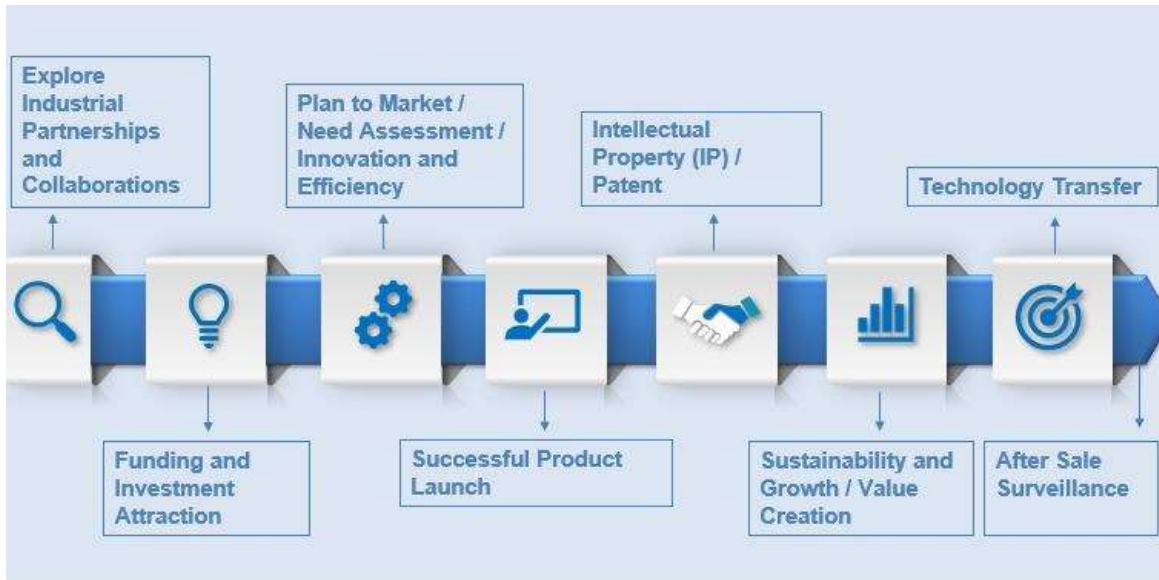 Explore
Industrial
Partnerships
and
Collaborations
Funding and
Investment
Attraction
Plan to Market /
Need Assessment /
Innovation and
Efficiency
Successful Product
Launch
Intellectual
Property (IP) /
Patent
Sustainability and
Growth / Value
Creation
Technology Transfer
After Sale
Surveillance